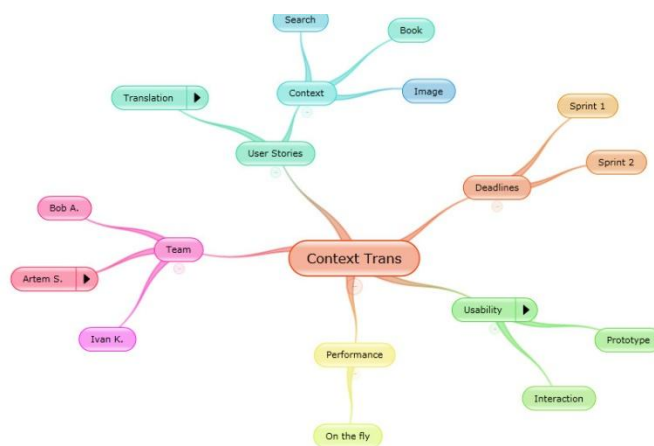 Search
Book
Context
Image
Translation
User Stories
Sprint 1
Sprint 2
Deadlines
Bob A.
Team
Artem S.
Ivan K.
Context Trans
Usability
Prototype
Interaction
Performance
On the fly